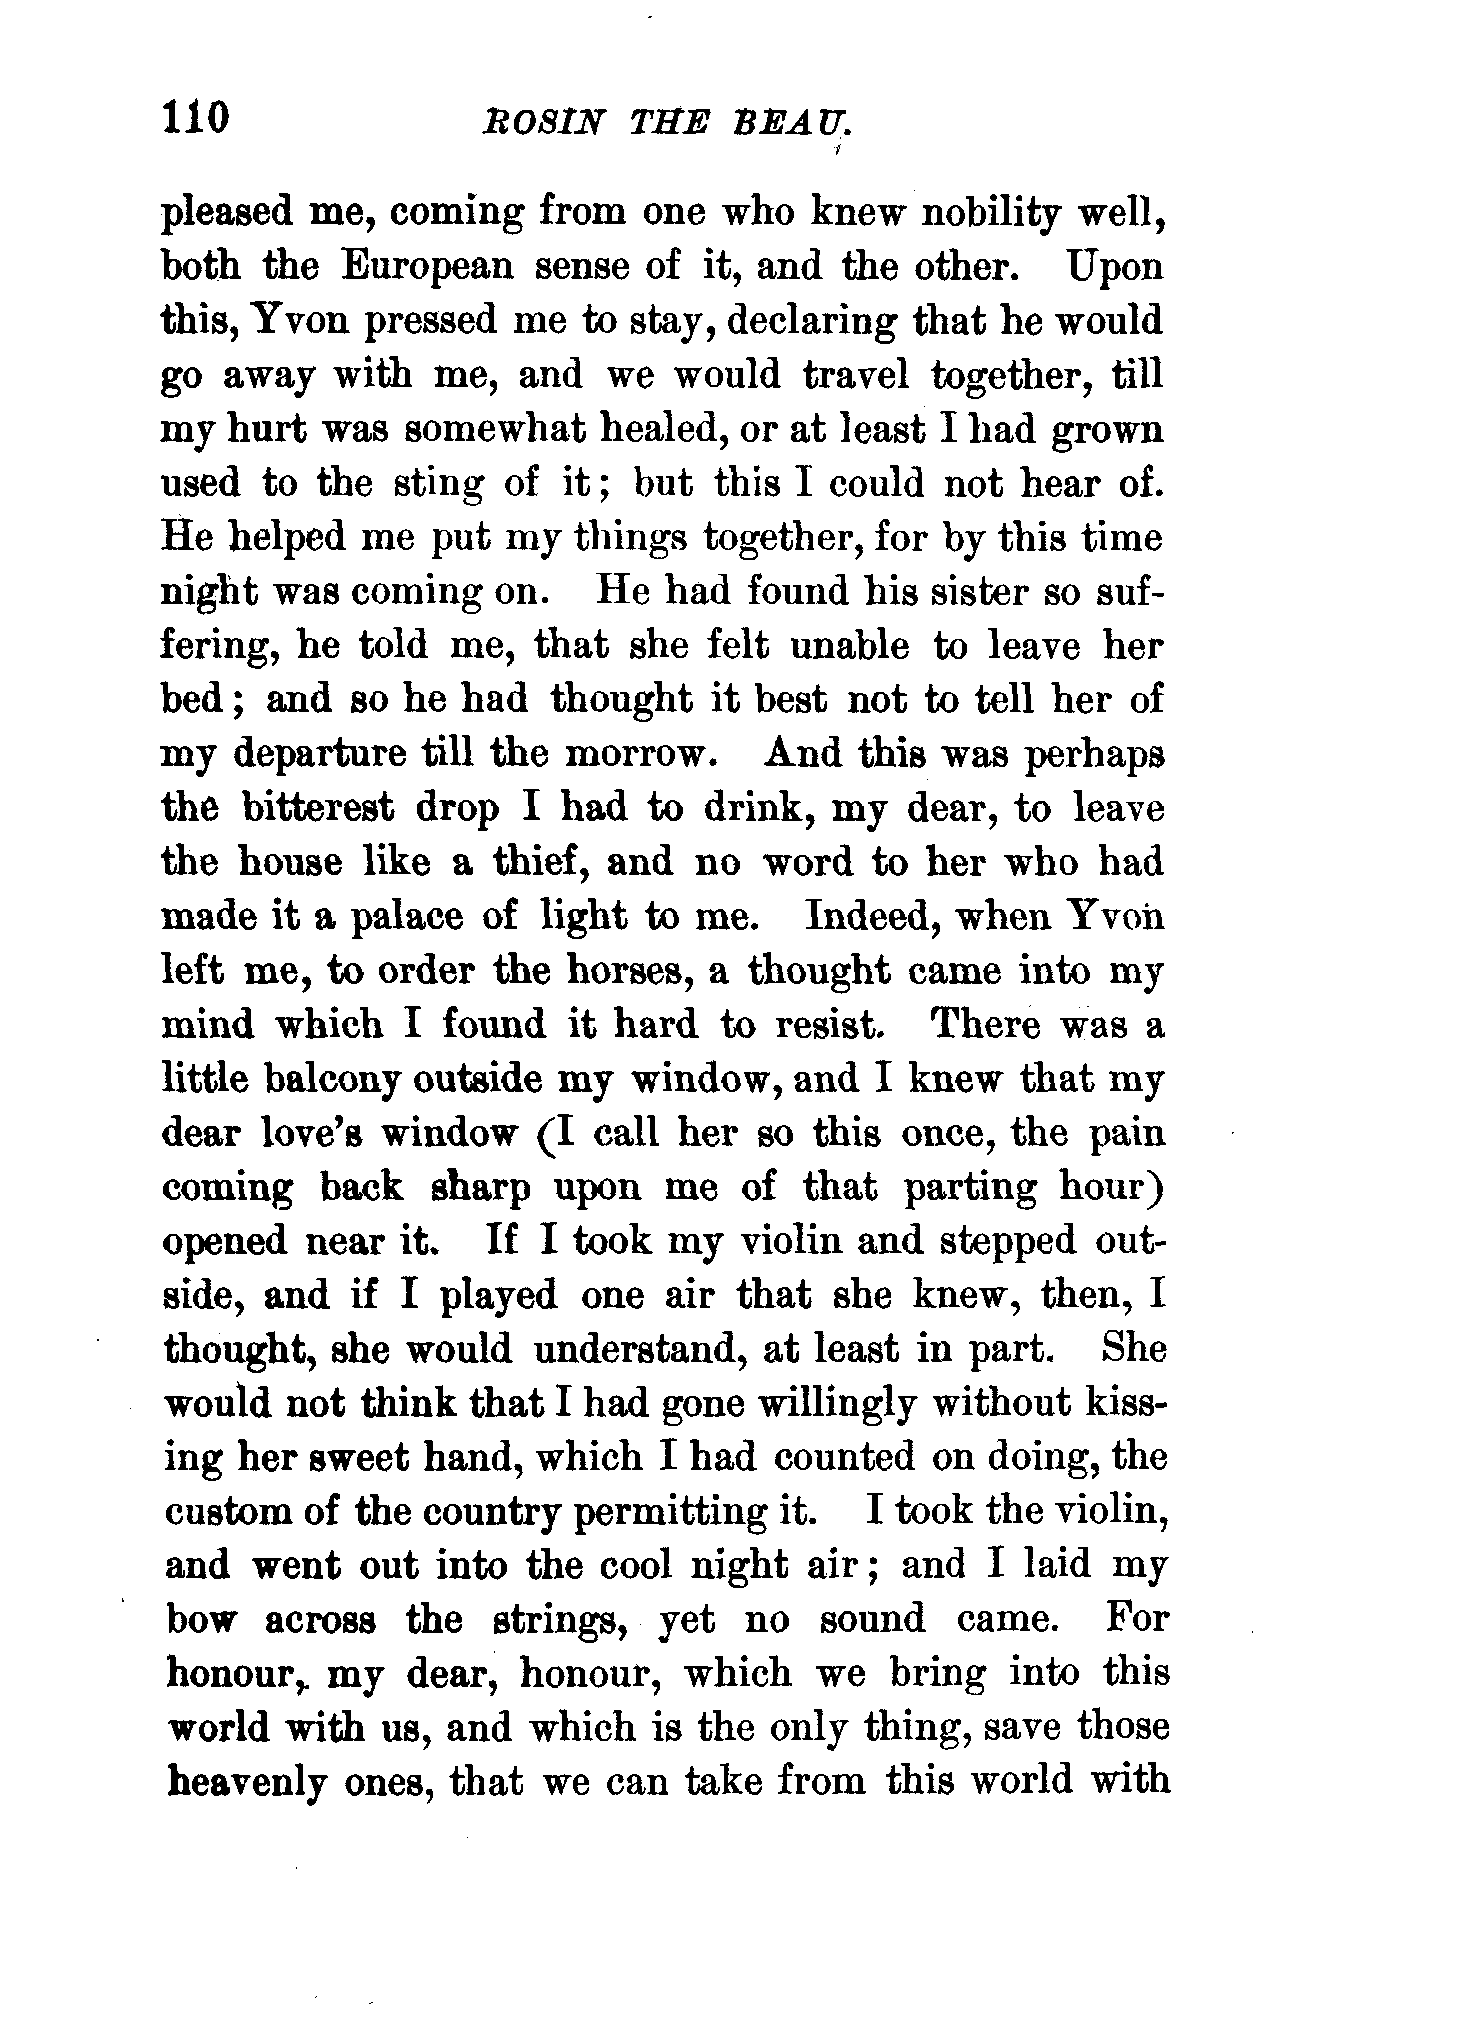 110 ROSIN THE BEAU.
pleased me, coming from one who knew nobility well,
both the European sense of it, and the other. Upon
this, Yvon pressed me to stay, declaring that he would
go away with me, and we would travel together, till
my hurt was somewhat healed, or at least I had grown
used to the sting of it; but this I could not hear of.
He helped me put my things together, for by this time
night was coming on. He had found his sister so suf-
fering, he told me, that she felt unable to leave her
bed; and so he had thought it best not to tell her of
my departure till the morrow. And this was perhaps
the bitterest drop I had to drink, my dear, to leave
the house like a thief, and no word to her who had
made it a palace of light to me. Indeed, when Yvon
left me, to order the horses, a thought came into my
mind which I found it hard to resist. There was a
little balcony outside my window, and I knew that my
dear love's window (I call her so this once, the pain
coming back sharp upon me of that parting hour)
opened near it. If I took my violin and stepped out-
side, and if I played one air that she knew, then, I
thought, she would understand, at least in part. She
would not think that I had gone willingly without kiss-
ing her sweet hand, which I had counted on doing, the
custom of the country permitting it. I took the violin,
and went out into the cool night air; and I laid my
bow across the strings, yet no sound came. For
honour, my dear, honour, which we bring into this
world with us, and which is the only thing, save those
heavenly ones, that we can take from this world with